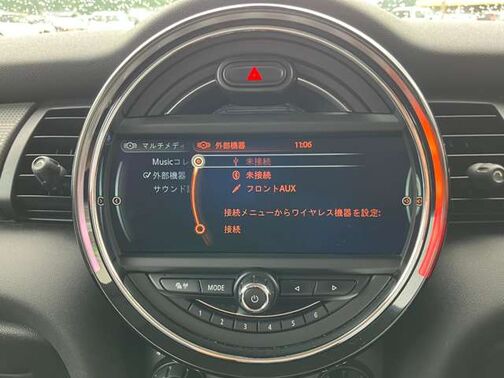 マルチメディ
外部機器
11:06
Musicコレ
未接続
外部機器
未接続
サウンド
フロントAUX
接続メニューからワイヤレス機器を設定:
接続
MODE
1 2 3 4 5 6